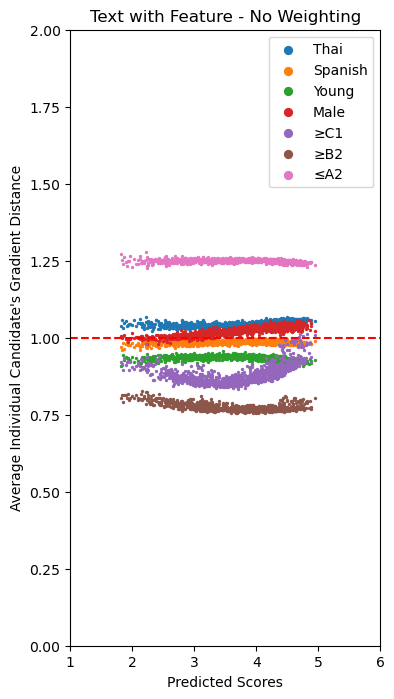 Text with Feature - No Weighting
Thai
Spanish
Young
Male
≥C1
≥B2
≤A2
Average Individual Candidate's Gradient Distance
2.00
1.75
1.50
1.25
1.00
0.75
0.50
0.25
0.00
1 2 3 4 5 6
Predicted Scores